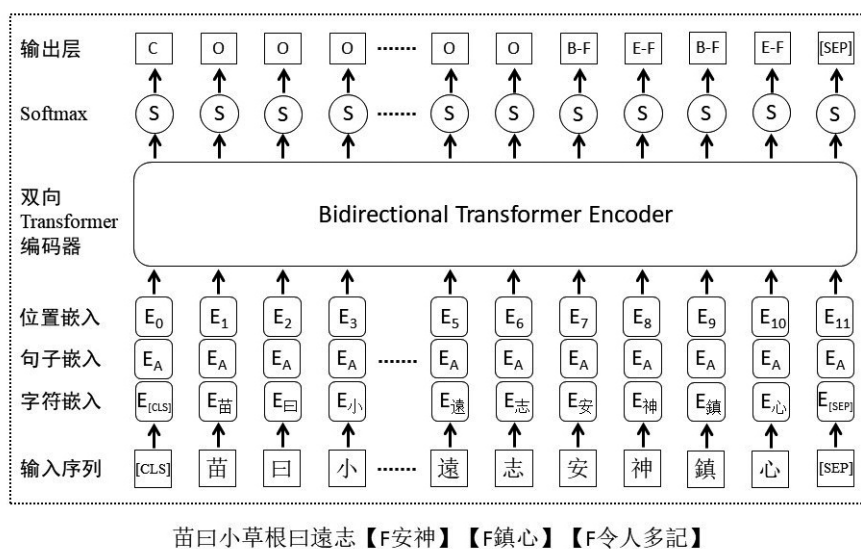 输出层 C O O O ······· O O B-F E-F B-F E-F [SEP]
Softmax S S S S ······· S S S S S S S
双向
Transformer
编码器
Bidirectional Transformer Encoder
位置嵌入 E0 E1 E2 E3 E5 E6 E7 E8 E9 E10 E11
句子嵌入 EA EA EA EA ······· EA EA EA EA EA EA EA
字符嵌入 E[CLS] E苗 E曰 E小 E遠 E志 E安 E神 E鎮 E心 E[SEP]
输入序列 [CLS] 苗 曰 小 ······· 遠 志 安 神 鎮 心 [SEP]
苗曰小草根曰遠志【F安神】【F鎮心】【F令人多記】